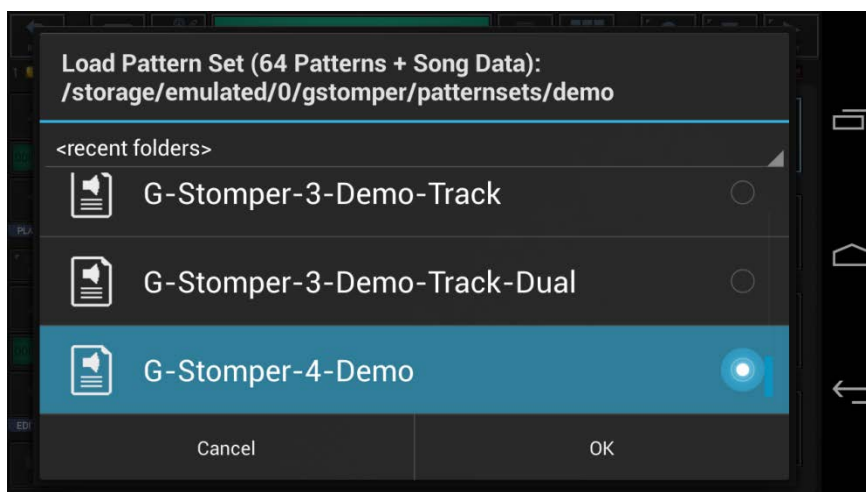 Load Pattern Set (64 Patterns + Song Data):
/storage/emulated/0/gstomper/patternsets/demo
<recent folders>
G-Stomper-3-Demo-Track
G-Stomper-3-Demo-Track-Dual
G-Stomper-4-Demo
Cancel
OK